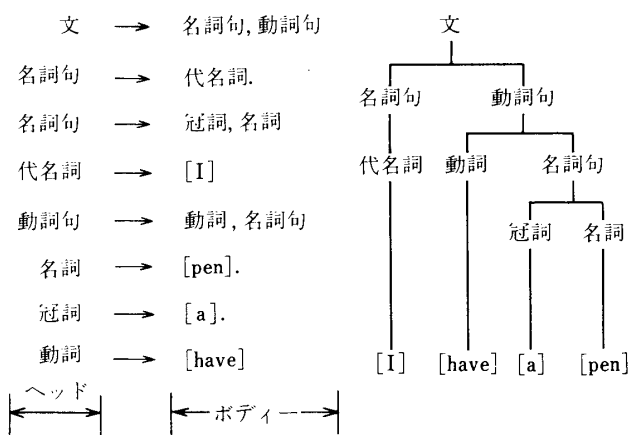 文 → 名詞句, 動詞句
名詞句 → 代名詞.
名詞句 → 冠詞, 名詞
代名詞 → [I]
動詞句 → 動詞, 名詞句
名詞 → [pen].
冠詞 → [a].
動詞 → [have]
ヘッド
ボディー
文
名詞句 動詞句
代名詞 動詞 名詞句
冠詞 名詞
[I] [have] [a] [pen]